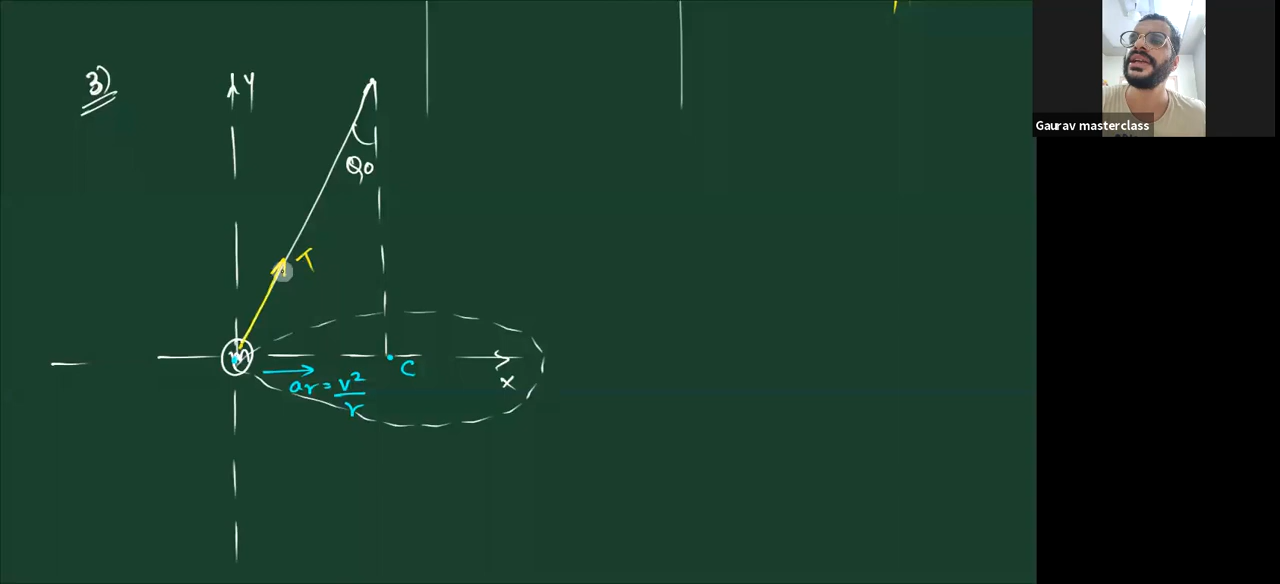 3)
Y
θ0
T
m
C
ar = v²/r
x
Gaurav masterclass